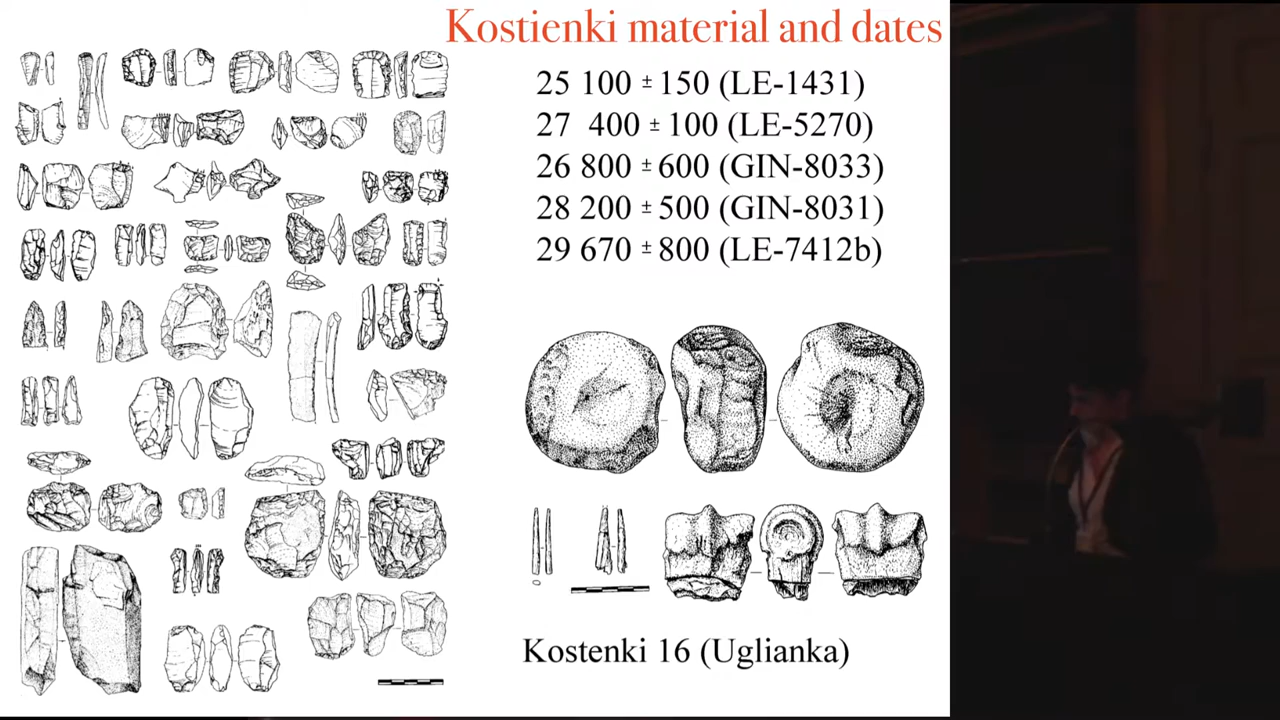 Kostienki material and dates
25 100 ± 150 (LE-1431)
27 400 ± 100 (LE-5270)
26 800 ± 600 (GIN-8033)
28 200 ± 500 (GIN-8031)
29 670 ± 800 (LE-7412b)
Kostenki 16 (Uglianka)